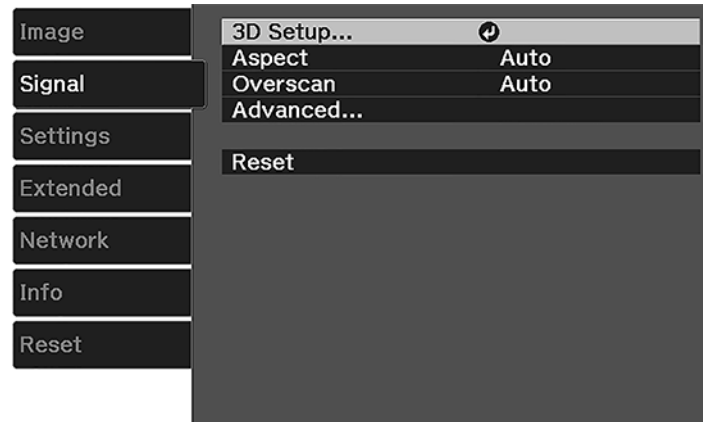 Image
Signal
Settings
Extended
Network
Info
Reset
3D Setup...
Aspect Auto
Overscan Auto
Advanced...
Reset